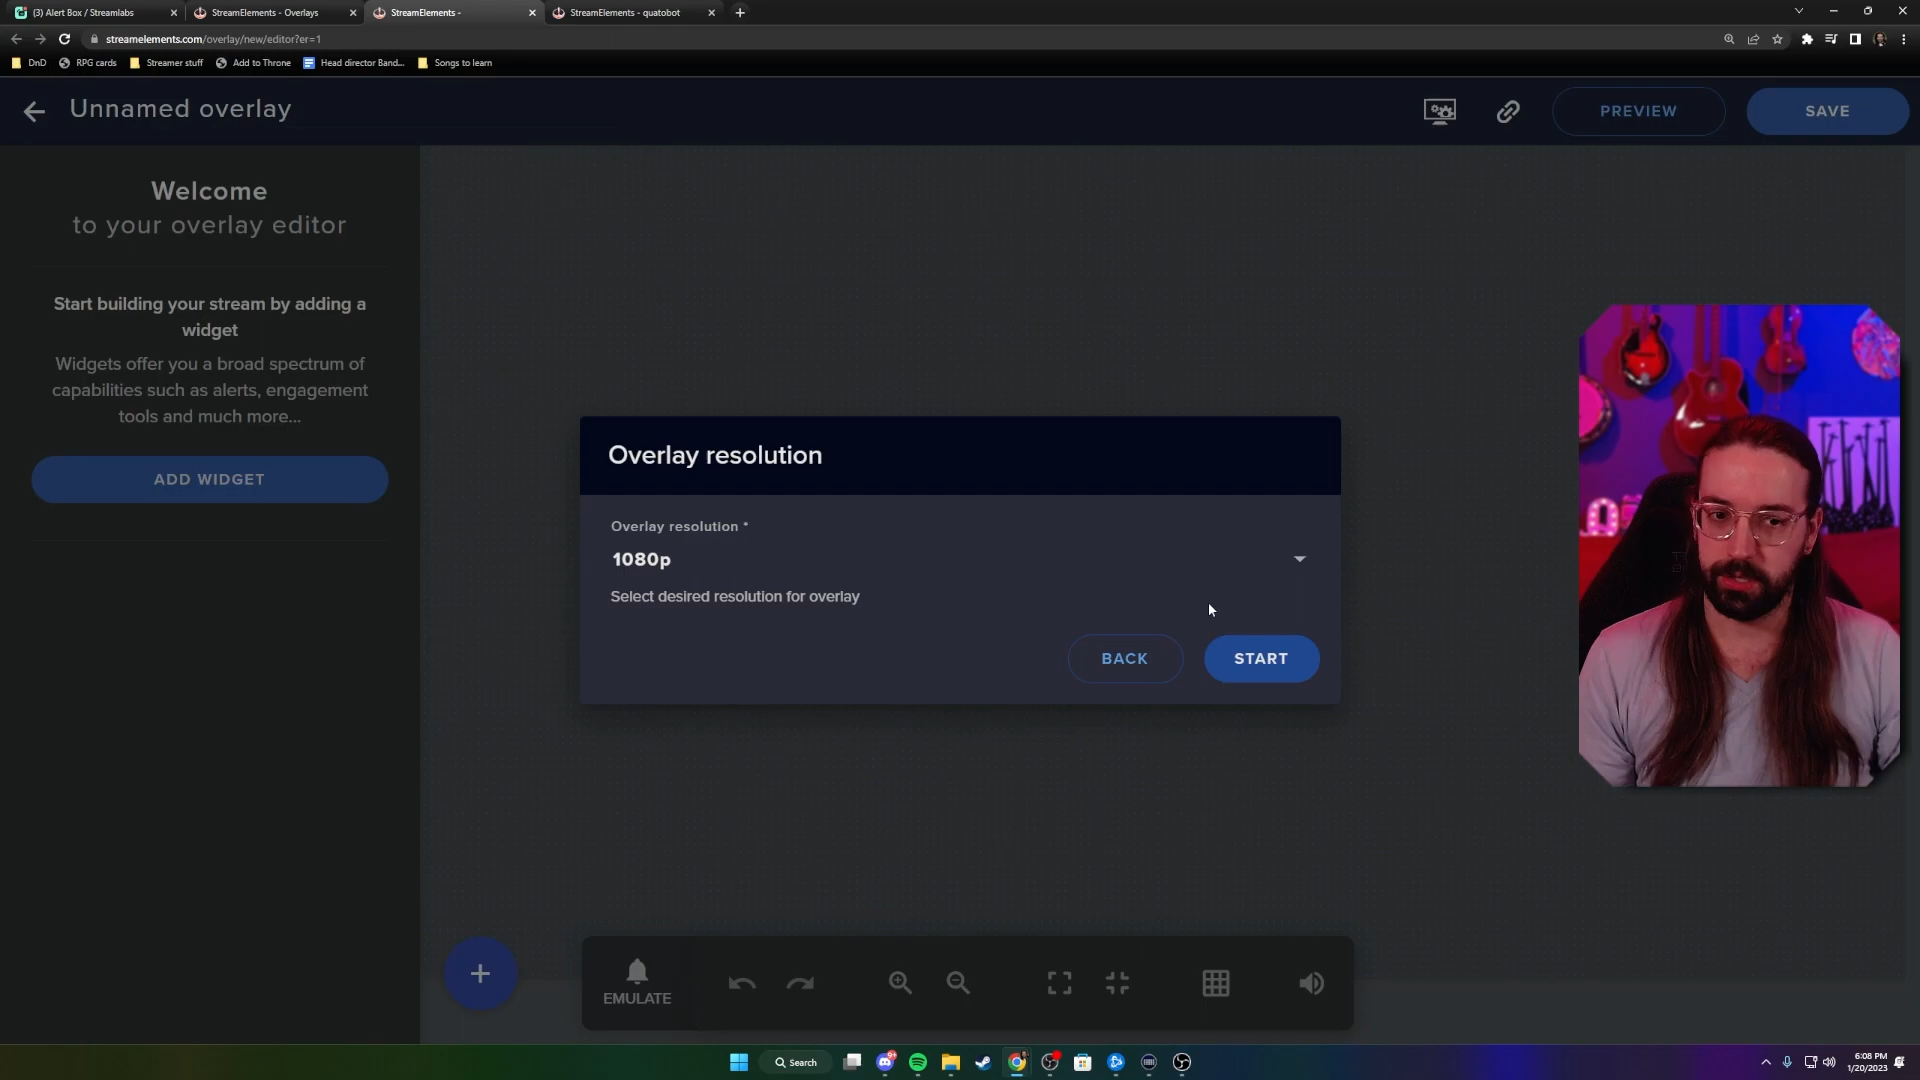 (3) Alert Box / Streamlabs
StreamElements - Overlays
StreamElements -
StreamElements - quatobot
streamelements.com/overlay/new/editor?er=1
DnD
RPG cards
Streamer stuff
Add to Throne
Head director Band...
Songs to learn
Unnamed overlay
PREVIEW
SAVE
Welcome
to your overlay editor
Start building your stream by adding a
widget
Widgets offer you a broad spectrum of
capabilities such as alerts, engagement
tools and much more...
ADD WIDGET
Overlay resolution
Overlay resolution *
1080p
Select desired resolution for overlay
BACK
START
EMULATE
Search
6:08 PM
1/20/2023